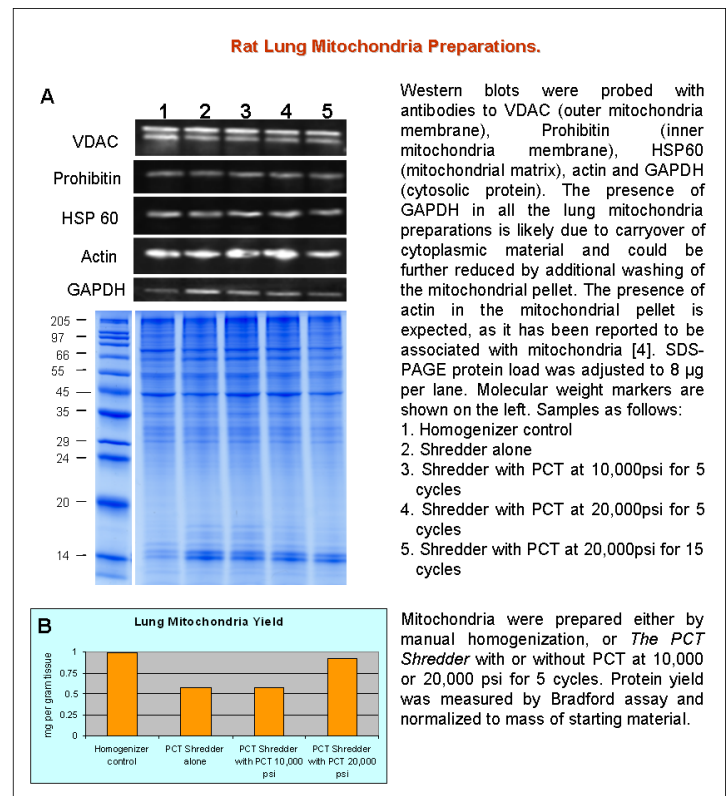 Rat Lung Mitochondria Preparations.
A
1 2 3 4 5
VDAC
Prohibitin
HSP 60
Actin
GAPDH
205
97
66
55
45
35
29
24
20
14
Western blots were probed with
antibodies to VDAC (outer mitochondria
membrane), Prohibitin (inner
mitochondria membrane), HSP60
(mitochondrial matrix), actin and GAPDH
(cytosolic protein). The presence of
GAPDH in all the lung mitochondria
preparations is likely due to carryover of
cytoplasmic material and could be
further reduced by additional washing of
the mitochondrial pellet. The presence of
actin in the mitochondrial pellet is
expected, as it has been reported to be
associated with mitochondria [4]. SDS-
PAGE protein load was adjusted to 8 µg
per lane. Molecular weight markers are
shown on the left. Samples as follows:
1. Homogenizer control
2. Shredder alone
3. Shredder with PCT at 10,000psi for 5
cycles
4. Shredder with PCT at 20,000psi for 5
cycles
5. Shredder with PCT at 20,000psi for 15
cycles
B
Lung Mitochondria Yield
mg per gram tissue
1
0.75
0.5
0.25
0
Homogenizer
control
PCT Shredder
alone
PCT Shredder
with PCT 10,000
psi
PCT Shredder
with PCT 20,000
psi
Mitochondria were prepared either by
manual homogenization, or The PCT
Shredder with or without PCT at 10,000
or 20,000 psi for 5 cycles. Protein yield
was measured by Bradford assay and
normalized to mass of starting material.